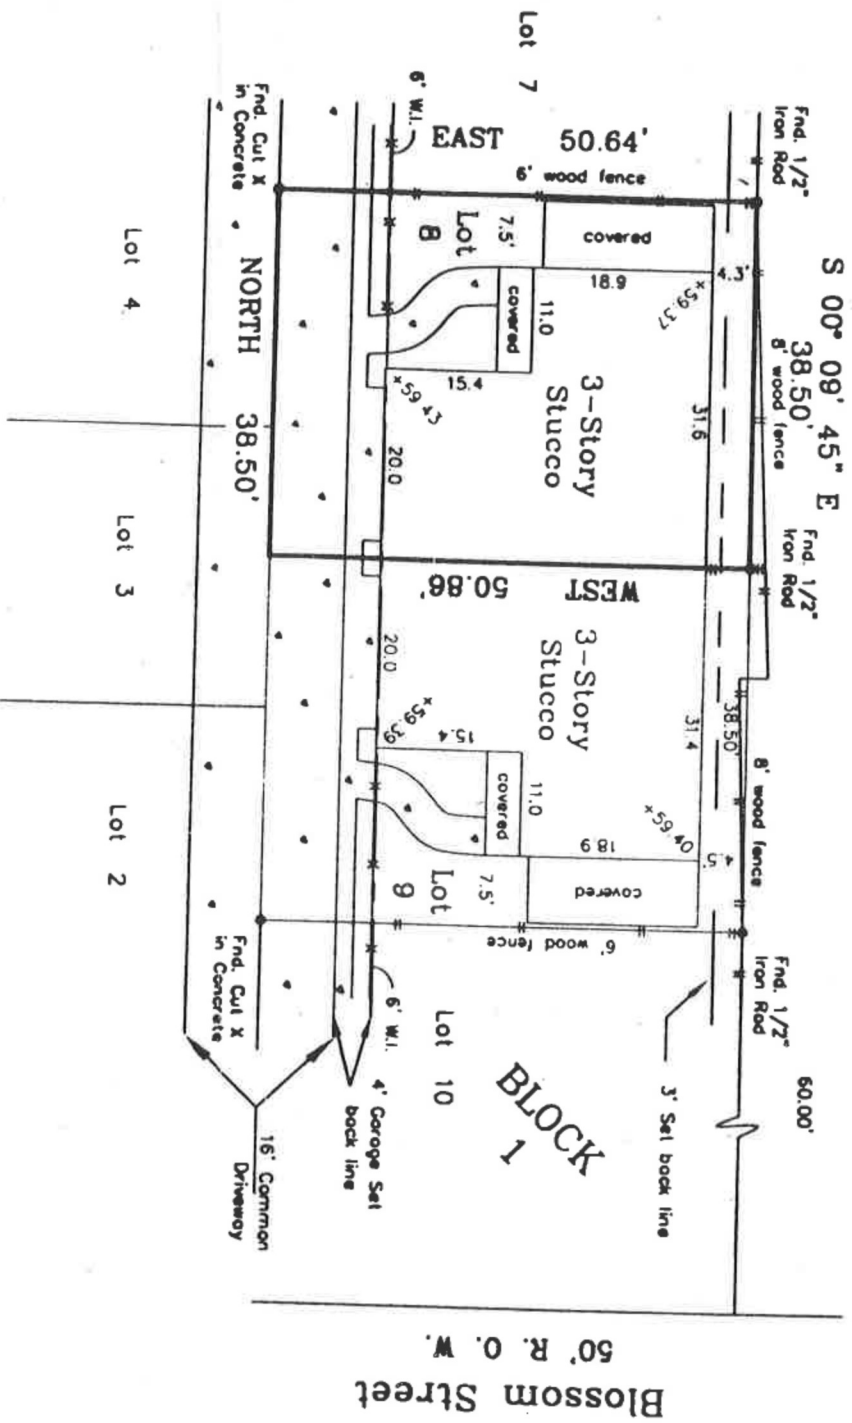 Lot 7
Fnd. Cut X
in Concrete
6' W.I.
EAST 50.64'
6' wood fence
Fnd. 1/2"
Iron Rod
S 00° 09' 45" E
38.50'
8' wood fence
Lot 8
7.5'
covered
4.3'
18.9
×59.37
covered
11.0
15.4
×59 43
3-Story
Stucco
31.6
20.0
NORTH 38.50'
Lot 4
Lot 3
Lot 2
Fnd. 1/2"
Iron Rod
WEST 50.86'
3-Story
Stucco
20.0
×59.39
15.4
covered
11.0
31.4
38.50'
×59.40
18.9
4.5'
8' wood fence
Lot 9
7.5'
covered
6' wood fence
Fnd. Cut X
in Concrete
6' W.I.
Fnd. 1/2"
Iron Rod
Lot 10
BLOCK
1
60.00'
3' Set back line
4' Garage Set
back line
16' Common
Driveway
50' R. O. W.
Blossom Street